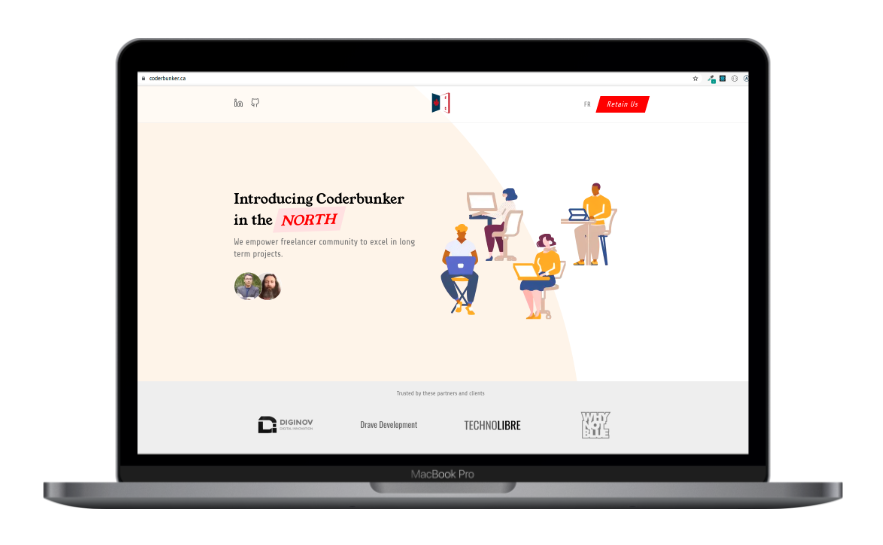 coderbunker.ca
FR
Retain Us
Introducing Coderbunker
in the NORTH
We empower freelancer community to excel in long
term projects.
Trusted by these partners and clients
DIGINOV
Drave Development
TECHNOLIBRE
WHY
NOT
BLUE
MacBook Pro